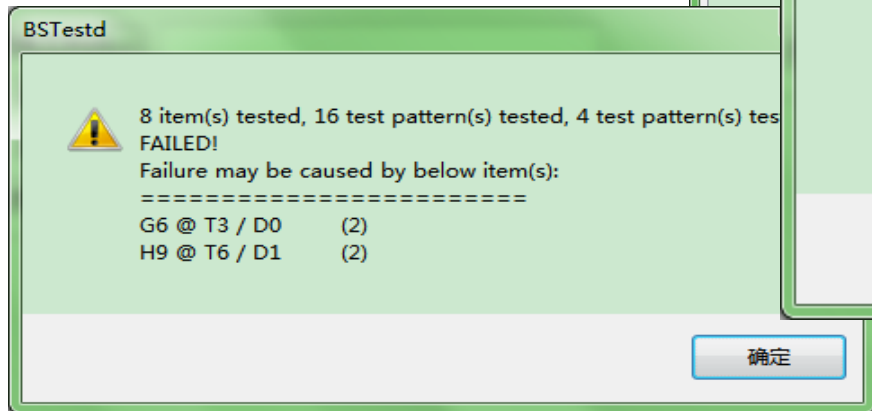 BSTestd
8 item(s) tested, 16 test pattern(s) tested, 4 test pattern(s)
FAILED!
Failure may be caused by below item(s):
========================
G6 @ T3 / D0 (2)
H9 @ T6 / D1 (2)
确定